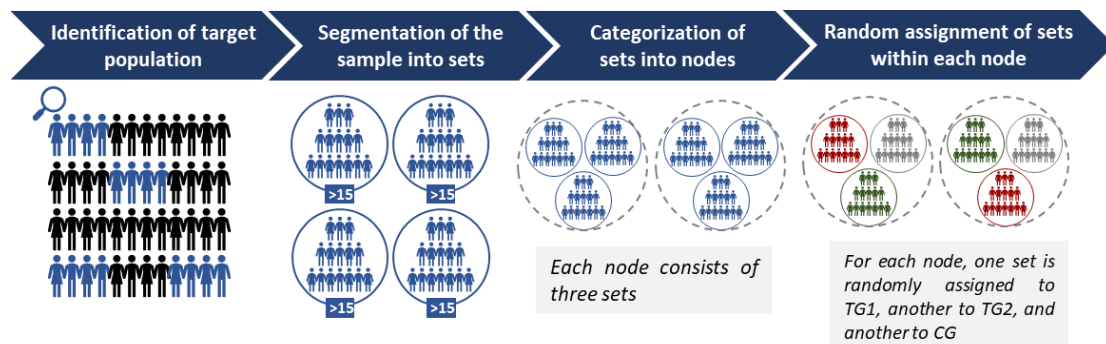 Identification of target
population
Segmentation of the
sample into sets
Categorization of
sets into nodes
Random assignment of sets
within each node
>15
>15
>15
>15
Each node consists of
three sets
For each node, one set is
randomly assigned to
TG1, another to TG2, and
another to CG